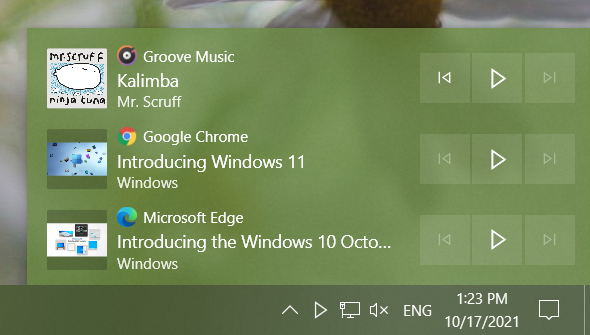 mr.scruff
ninja tuna
Groove Music
Kalimba
Mr. Scruff
Google Chrome
Introducing Windows 11
Windows
Microsoft Edge
Introducing the Windows 10 Octo...
Windows
ENG
1:23 PM
10/17/2021